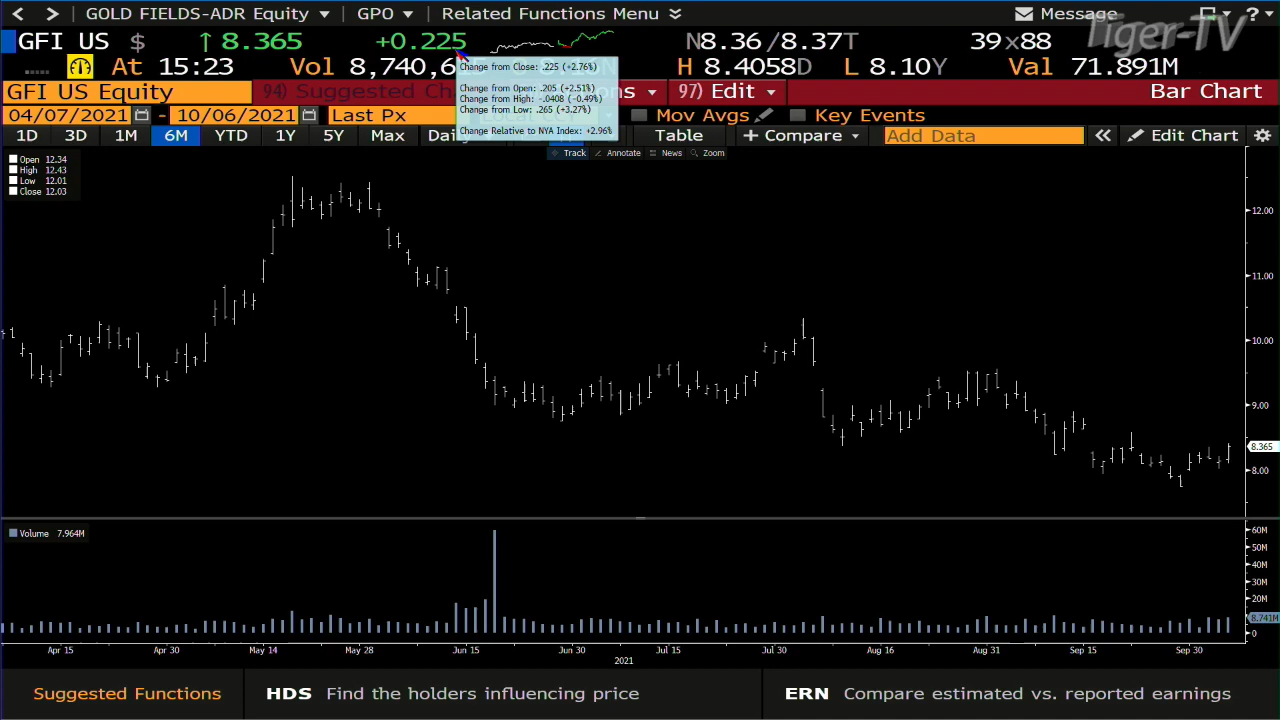 GOLD FIELDS-ADR Equity GPO Related Functions Menu Message ?
Tiger-TV
GFI US $ ↑ 8.365 +0.225 N8.36 / 8.37T 39×88
At 15:23 Vol H 8.4058D L 8.10Y Val 71.891M
GFI US Equity 94) Suggested 97) Edit Bar Chart
04/07/2021 - 10/06/2021 Last Px Mov Avgs Key Events
1D 3D 1M 6M YTD 1Y 5Y Max Table + Compare Add Data « Edit Chart
Change from Close: .225 (+2.76%)
Change from Open: .205 (+2.51%)
Change from High: -.0408 (-0.49%)
Change from Low: .265 (+3.27%)
Change Relative to NYA Index: +2.96%
Track Annotate News Zoom
Open 12.34
High 12.43
Low 12.01
Close 12.03
12.00
11.00
10.00
9.00
8.365
8.00
Volume 7.964M
60M
50M
40M
30M
20M
8.741M
0
Apr 15 Apr 30 May 14 May 28 Jun 15 Jun 30 Jul 15 Jul 30 Aug 16 Aug 31 Sep 15 Sep 30
2021
Suggested Functions HDS Find the holders influencing price ERN Compare estimated vs. reported earnings